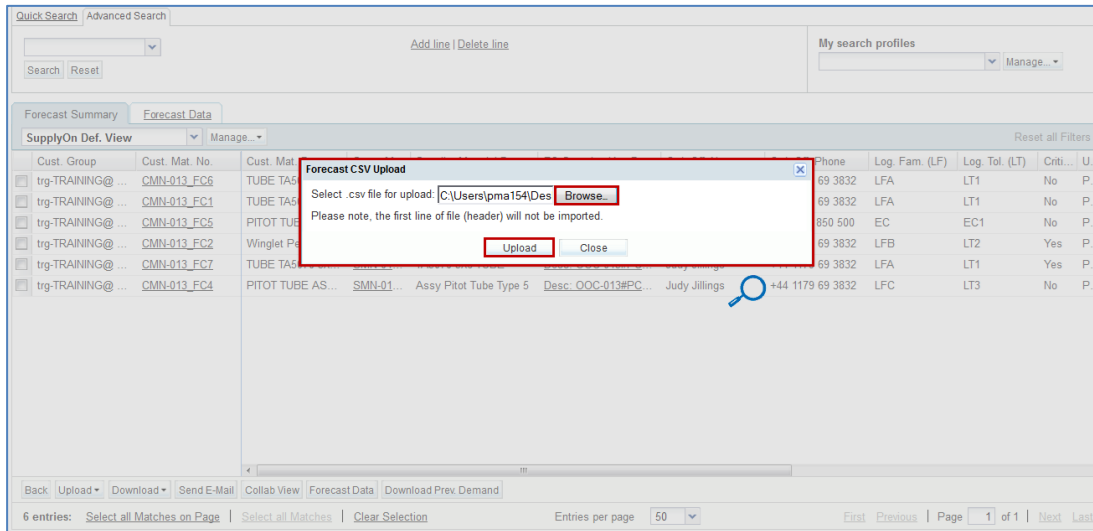 Quick Search Advanced Search
Add line | Delete line
My search profiles
Manage...
Search Reset
Forecast Summary Forecast Data
SupplyOn Def. View Manage... Reset all Filters
Cust. Group Cust. Mat. No. Cust. Mat. Phone Log. Fam. (LF) Log. Tol. (LT) Criti... U.
Forecast CSV Upload
trg-TRAINING@ ... CMN-013_FC6 TUBE TA5 69 3832 LFA LT1 No P.
Select .csv file for upload: C:\Users\pma154\Des Browse..
trg-TRAINING@ ... CMN-013_FC1 TUBE TA5 69 3832 LFA LT1 No P.
Please note, the first line of file (header) will not be imported.
trg-TRAINING@ ... CMN-013_FC5 PITOT TUB 850 500 EC EC1 No P.
Upload Close
trg-TRAINING@ ... CMN-013_FC2 Winglet Pe 69 3832 LFB LT2 Yes P.
trg-TRAINING@ ... CMN-013_FC7 TUBE TA5 Judy Jillings 69 3832 LFA LT1 Yes P.
trg-TRAINING@ ... CMN-013_FC4 PITOT TUBE AS... SMN-01... Assy Pitot Tube Type 5 Desc: OOC-013#PC... Judy Jillings +44 1179 69 3832 LFC LT3 No P.
Back Upload Download Send E-Mail Collab View Forecast Data Download Prev. Demand
6 entries: Select all Matches on Page | Select all Matches | Clear Selection Entries per page 50 First Previous | Page 1 of 1 | Next Last